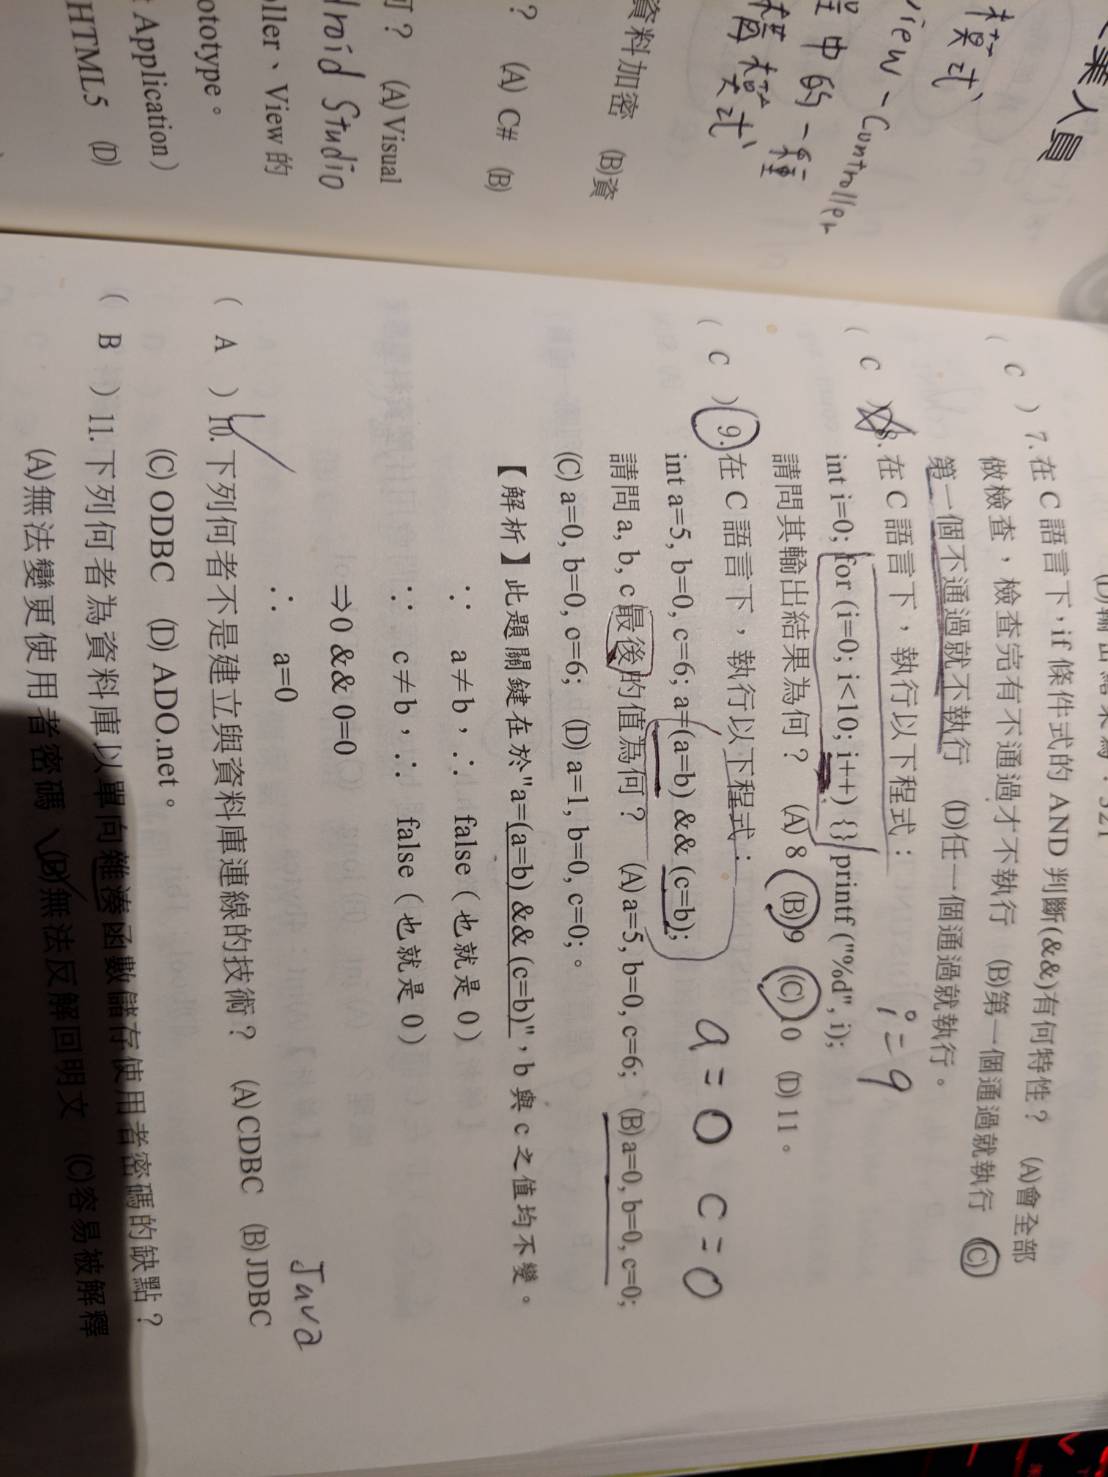 業人員
模式
View-Controller
程中的一種
構模式
資料加密 (B)資
? (A) C# (B)
? (A) Visual
droid Studio
oller、View 的
ototype。
Application)
HTML5 (D)
( C ) 7. 在 C 語言下,if 條件式的 AND 判斷(&&)有何特性? (A)會全部
做檢查,檢查完有不通過才不執行 (B)第一個通過就執行 (C)
第一個不通過就不執行 (D)任一個通過就執行。
( C ) 8. 在 C 語言下,執行以下程式:
i=9
int i=0; for (i=0; i<10; i++) {} printf ("%d", i);
請問其輸出結果為何? (A) 8 (B) 9 (C)10 (D) 11。
( C ) 9. 在 C 語言下,執行以下程式:
a=0 c=0
int a=5, b=0, c=6; a=(a=b) && (c=b);
請問 a, b, c 最後的值為何? (A) a=5, b=0, c=6; (B) a=0, b=0, c=0;
(C) a=0, b=0, c=6; (D) a=1, b=0, c=0;。
【解析】此題關鍵在於"a=(a=b) && (c=b)",b 與 c 之值均不變。
∵ a≠b,∴ false(也就是 0)
∵ c≠b,∴ false(也就是 0)
⇒0 && 0=0
∴ a=0
Java
( A ) 10. 下列何者不是建立與資料庫連線的技術? (A) CDBC (B) JDBC
(C) ODBC (D) ADO.net。
( B ) 11. 下列何者為資料庫以單向雜湊函數儲存使用者密碼的缺點?
(A)無法變更使用者密碼 (B)無法反解回明文 (C)容易被解釋